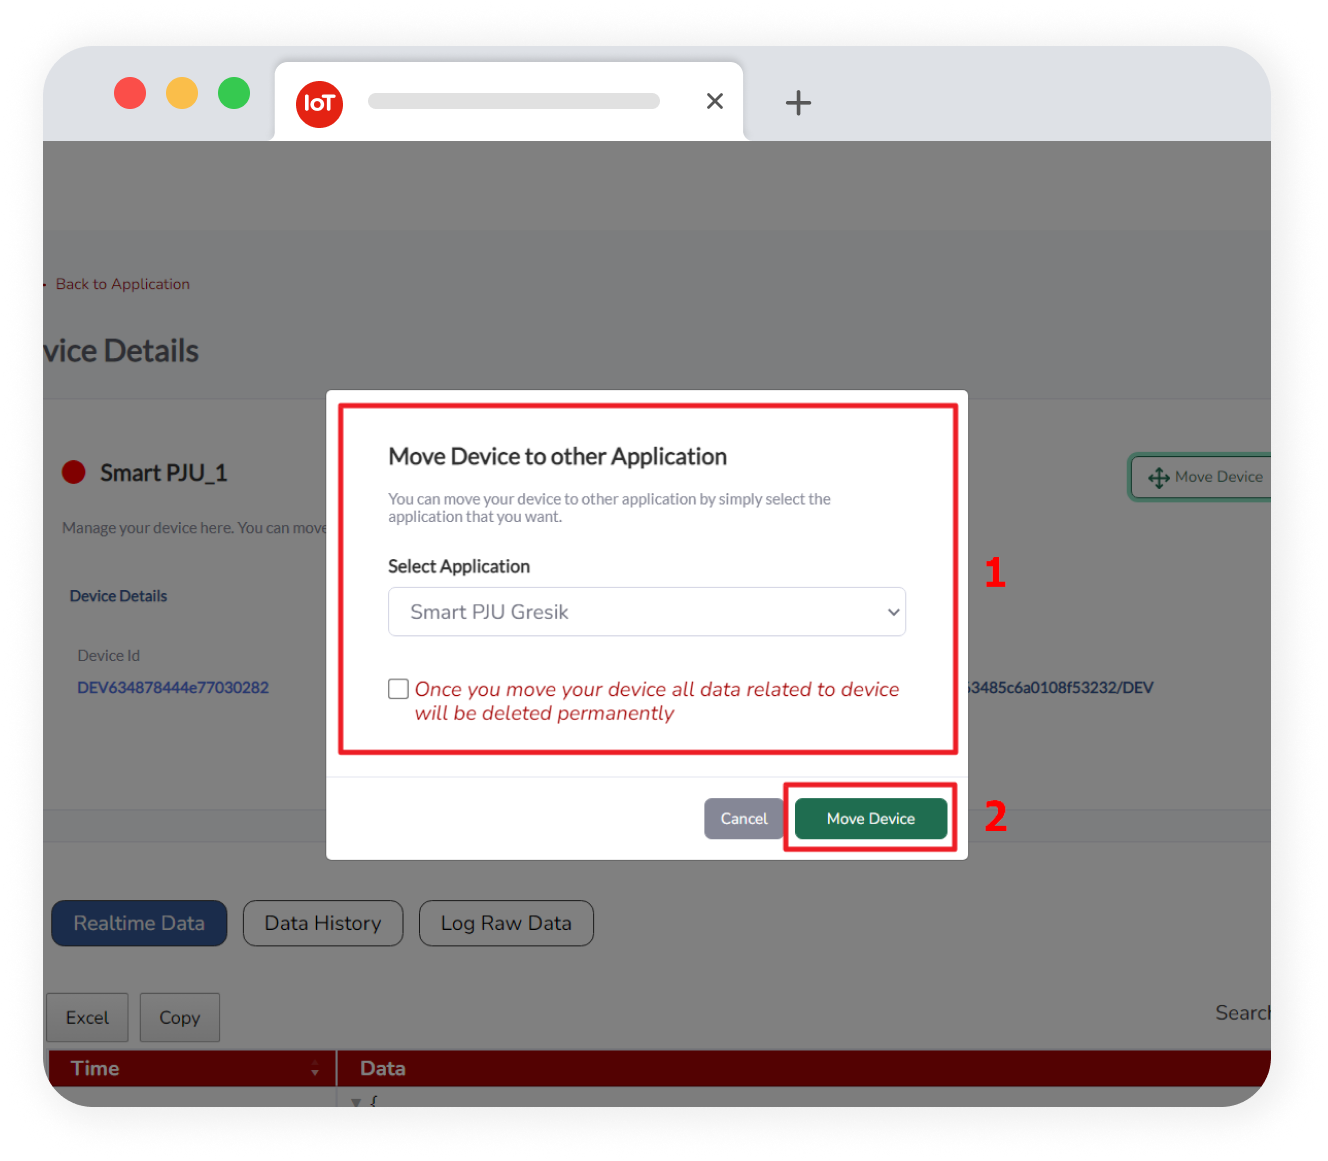 IoT
Back to Application
vice Details
Smart PJU_1
Move Device
Manage your device here. You can move
Device Details
Device Id
DEV634878444e77030282
53485c6a0108f53232/DEV
Move Device to other Application
You can move your device to other application by simply select the
application that you want.
Select Application
Smart PJU Gresik
Once you move your device all data related to device
will be deleted permanently
1
Cancel
Move Device
2
Realtime Data
Data History
Log Raw Data
Excel
Copy
Search
Time
Data
{